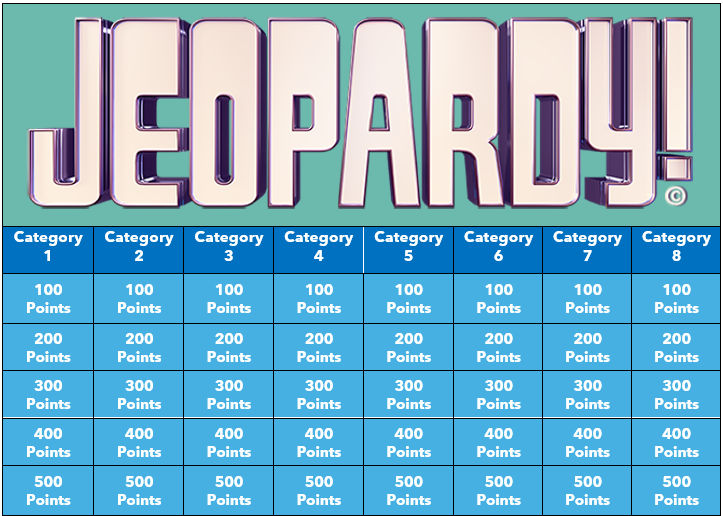 JEOPARDY!
©
Category Category Category Category Category Category Category Category
1 2 3 4 5 6 7 8
100 100 100 100 100 100 100 100
Points Points Points Points Points Points Points Points
200 200 200 200 200 200 200 200
Points Points Points Points Points Points Points Points
300 300 300 300 300 300 300 300
Points Points Points Points Points Points Points Points
400 400 400 400 400 400 400 400
Points Points Points Points Points Points Points Points
500 500 500 500 500 500 500 500
Points Points Points Points Points Points Points Points